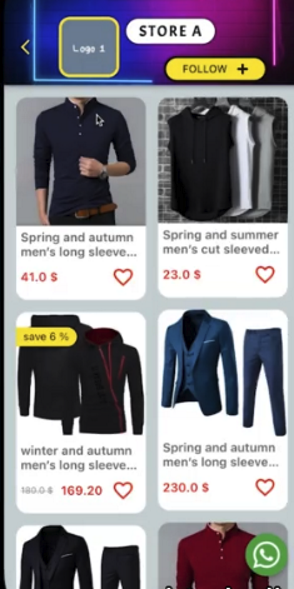 Logo 1
STORE A
FOLLOW +
Spring and autumn
men's long sleeve...
41.0 $
Spring and summer
men's cut sleeved...
23.0 $
save 6 %
winter and autumn
men's long sleeve...
180.0 $ 169.20
Spring and autumn
men's long sleeve...
230.0 $